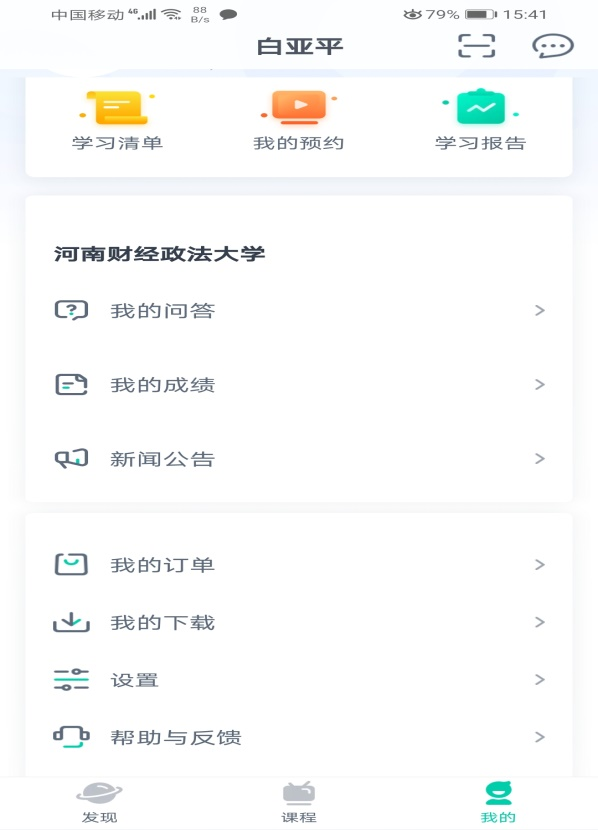 中国移动 4G 88 B/s 79% 15:41
白亚平
学习清单 我的预约 学习报告
河南财经政法大学
我的问答
我的成绩
新闻公告
我的订单
我的下载
设置
帮助与反馈
发现 课程 我的